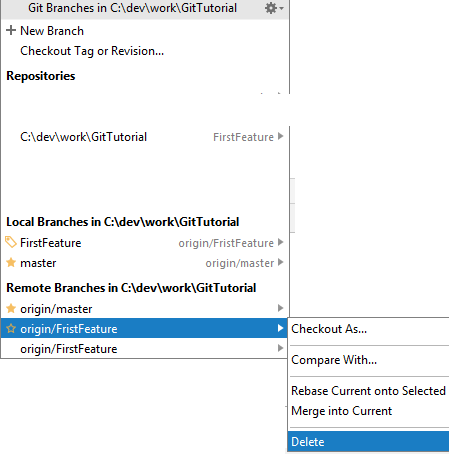 Git Branches in C:\dev\work\GitTutorial
New Branch
Checkout Tag or Revision...
Repositories
C:\dev\work\GitTutorial FirstFeature
Local Branches in C:\dev\work\GitTutorial
FirstFeature origin/FristFeature
master origin/master
Remote Branches in C:\dev\work\GitTutorial
origin/master
origin/FristFeature
origin/FirstFeature
Checkout As...
Compare With...
Rebase Current onto Selected
Merge into Current
Delete